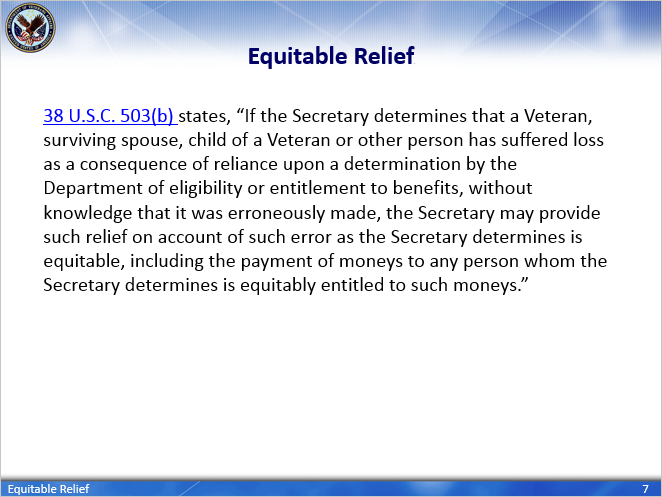 Equitable Relief
38 U.S.C. 503(b) states, “If the Secretary determines that a Veteran,
surviving spouse, child of a Veteran or other person has suffered loss
as a consequence of reliance upon a determination by the
Department of eligibility or entitlement to benefits, without
knowledge that it was erroneously made, the Secretary may provide
such relief on account of such error as the Secretary determines is
equitable, including the payment of moneys to any person whom the
Secretary determines is equitably entitled to such moneys.”
Equitable Relief
7